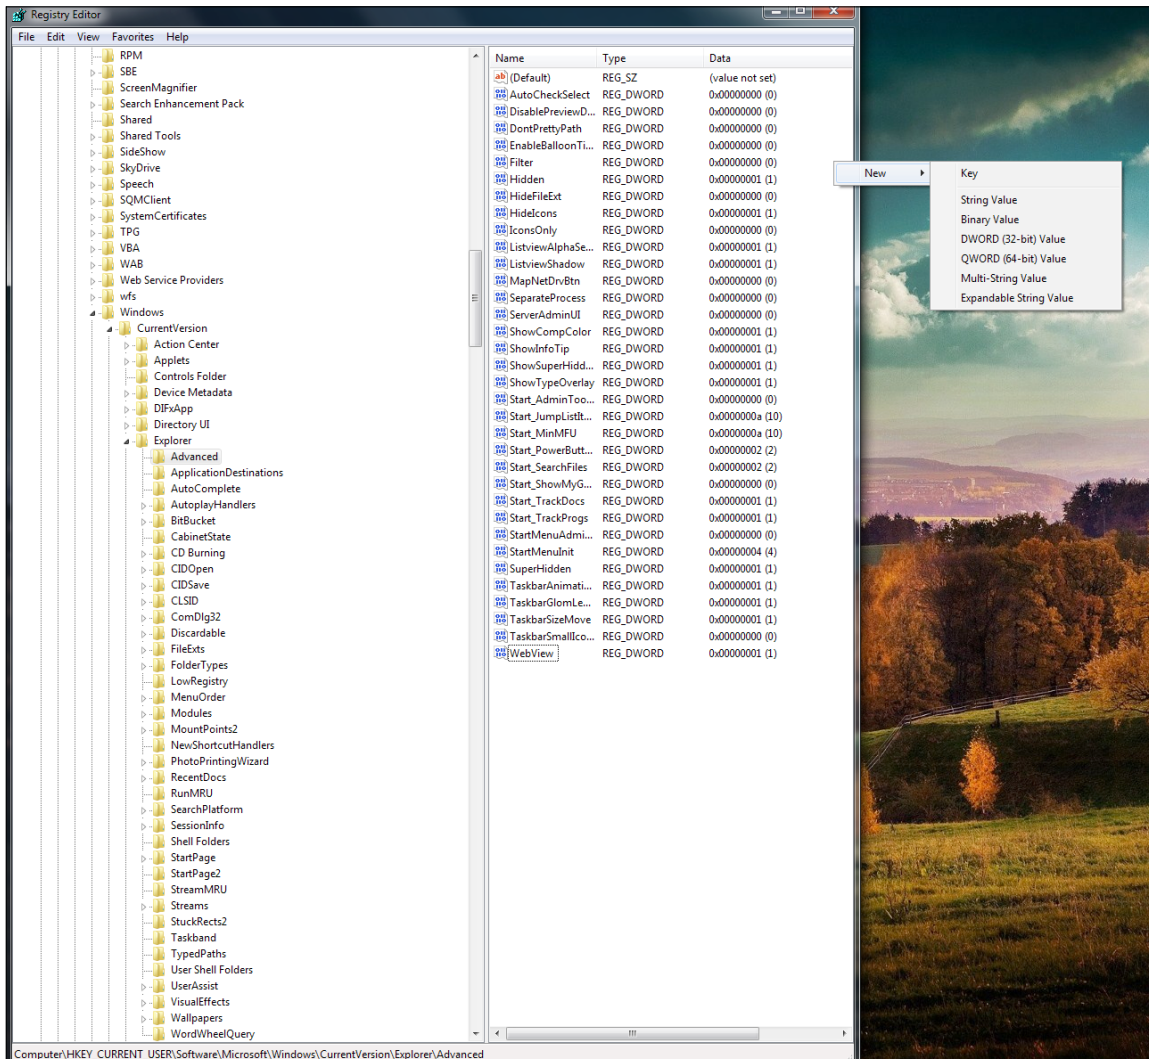 Registry Editor
File Edit View Favorites Help
RPM
SBE
ScreenMagnifier
Search Enhancement Pack
Shared
Shared Tools
SideShow
SkyDrive
Speech
SQMClient
SystemCertificates
TPG
VBA
WAB
Web Service Providers
wfs
Windows
CurrentVersion
Action Center
Applets
Controls Folder
Device Metadata
DIFxApp
Directory UI
Explorer
Advanced
ApplicationDestinations
AutoComplete
AutoplayHandlers
BitBucket
CabinetState
CD Burning
CIDOpen
CIDSave
CLSID
ComDlg32
Discardable
FileExts
FolderTypes
LowRegistry
MenuOrder
Modules
MountPoints2
NewShortcutHandlers
PhotoPrintingWizard
RecentDocs
RunMRU
SearchPlatform
SessionInfo
Shell Folders
StartPage
StartPage2
StreamMRU
Streams
StuckRects2
Taskband
TypedPaths
User Shell Folders
UserAssist
VisualEffects
Wallpapers
WordWheelQuery
Name Type Data
(Default) REG_SZ (value not set)
AutoCheckSelect REG_DWORD 0x00000000 (0)
DisablePreviewD... REG_DWORD 0x00000000 (0)
DontPrettyPath REG_DWORD 0x00000000 (0)
EnableBalloonTi... REG_DWORD 0x00000000 (0)
Filter REG_DWORD 0x00000000 (0)
Hidden REG_DWORD 0x00000001 (1)
HideFileExt REG_DWORD 0x00000000 (0)
HideIcons REG_DWORD 0x00000001 (1)
IconsOnly REG_DWORD 0x00000000 (0)
ListviewAlphaSe... REG_DWORD 0x00000001 (1)
ListviewShadow REG_DWORD 0x00000001 (1)
MapNetDrvBtn REG_DWORD 0x00000000 (0)
SeparateProcess REG_DWORD 0x00000000 (0)
ServerAdminUI REG_DWORD 0x00000000 (0)
ShowCompColor REG_DWORD 0x00000001 (1)
ShowInfoTip REG_DWORD 0x00000001 (1)
ShowSuperHidd... REG_DWORD 0x00000001 (1)
ShowTypeOverlay REG_DWORD 0x00000001 (1)
Start_AdminToo... REG_DWORD 0x00000000 (0)
Start_JumpListIt... REG_DWORD 0x0000000a (10)
Start_MinMFU REG_DWORD 0x0000000a (10)
Start_PowerButt... REG_DWORD 0x00000002 (2)
Start_SearchFiles REG_DWORD 0x00000002 (2)
Start_ShowMyG... REG_DWORD 0x00000000 (0)
Start_TrackDocs REG_DWORD 0x00000001 (1)
Start_TrackProgs REG_DWORD 0x00000001 (1)
StartMenuAdmi... REG_DWORD 0x00000000 (0)
StartMenuInit REG_DWORD 0x00000004 (4)
SuperHidden REG_DWORD 0x00000001 (1)
TaskbarAnimati... REG_DWORD 0x00000001 (1)
TaskbarGlomLe... REG_DWORD 0x00000001 (1)
TaskbarSizeMove REG_DWORD 0x00000001 (1)
TaskbarSmallIco... REG_DWORD 0x00000000 (0)
WebView REG_DWORD 0x00000001 (1)
New
Key
String Value
Binary Value
DWORD (32-bit) Value
QWORD (64-bit) Value
Multi-String Value
Expandable String Value
Computer\HKEY_CURRENT_USER\Software\Microsoft\Windows\CurrentVersion\Explorer\Advanced